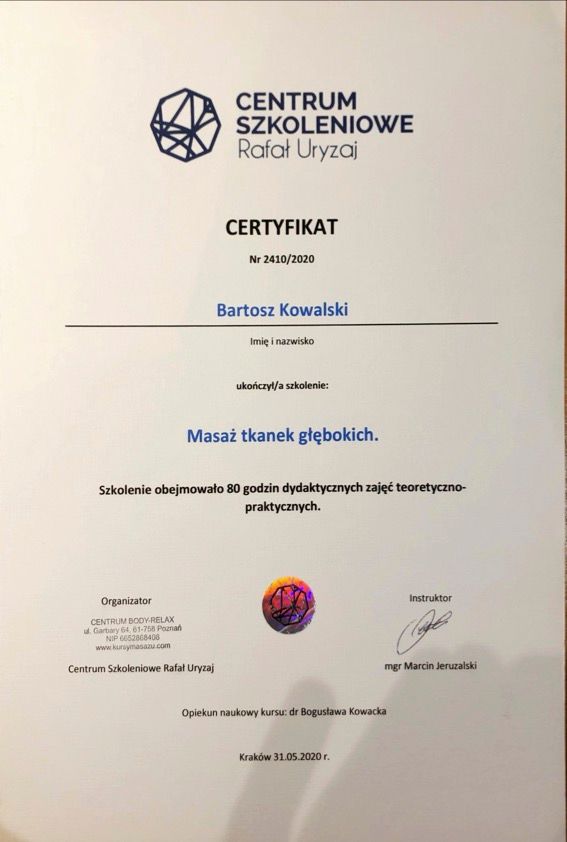 CENTRUM
SZKOLENIOWE
Rafał Uryzaj
CERTYFIKAT
Nr 2410/2020
Bartosz Kowalski
Imię i nazwisko
ukończył/a szkolenie:
Masaż tkanek głębokich.
Szkolenie obejmowało 80 godzin dydaktycznych zajęć teoretyczno-
praktycznych.
Organizator
CENTRUM BODY-RELAX
ul. Garbary 64, 61-758 Poznań
NIP 6652868408
www.kursymasazu.com
Centrum Szkoleniowe Rafał Uryzaj
Instruktor
mgr Marcin Jeruzalski
Opiekun naukowy kursu: dr Bogusława Kowacka
Kraków 31.05.2020 r.